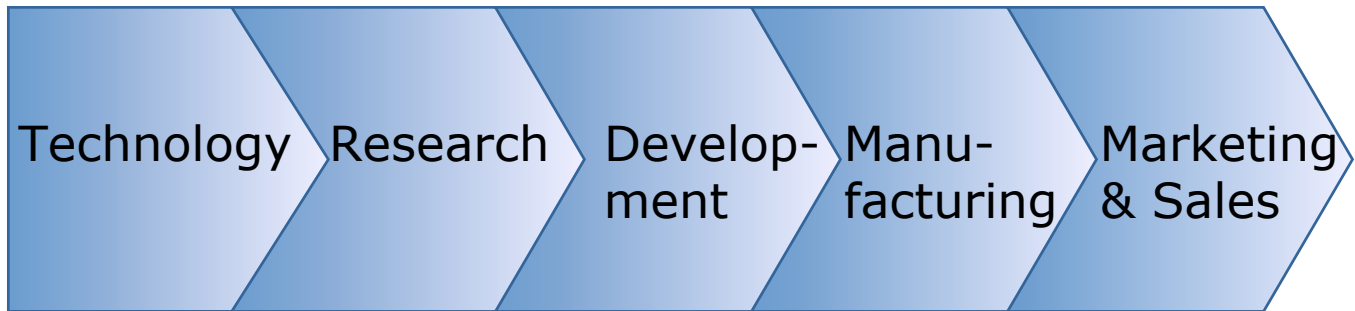 Technology
Research
Develop-
ment
Manu-
facturing
Marketing
& Sales